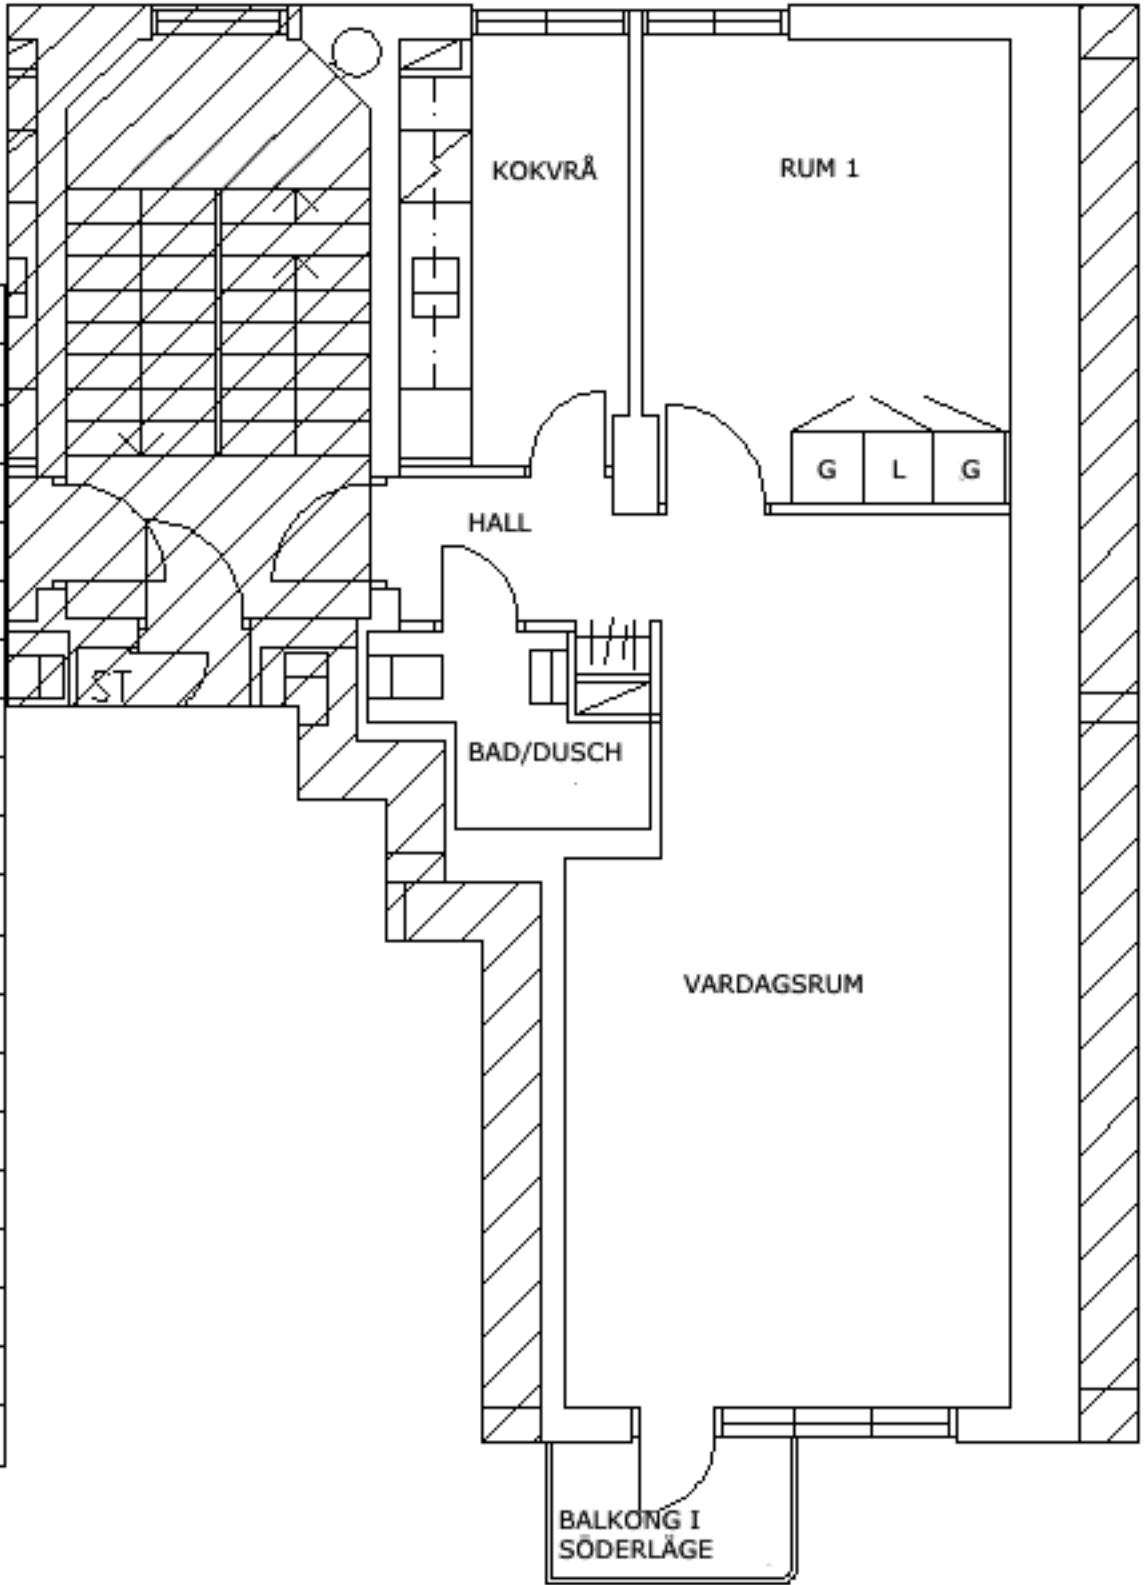 KOKVRÅ
RUM 1
G L G
HALL
ST
BAD/DUSCH
VARDAGSRUM
BALKONG I
SÖDERLÄGE